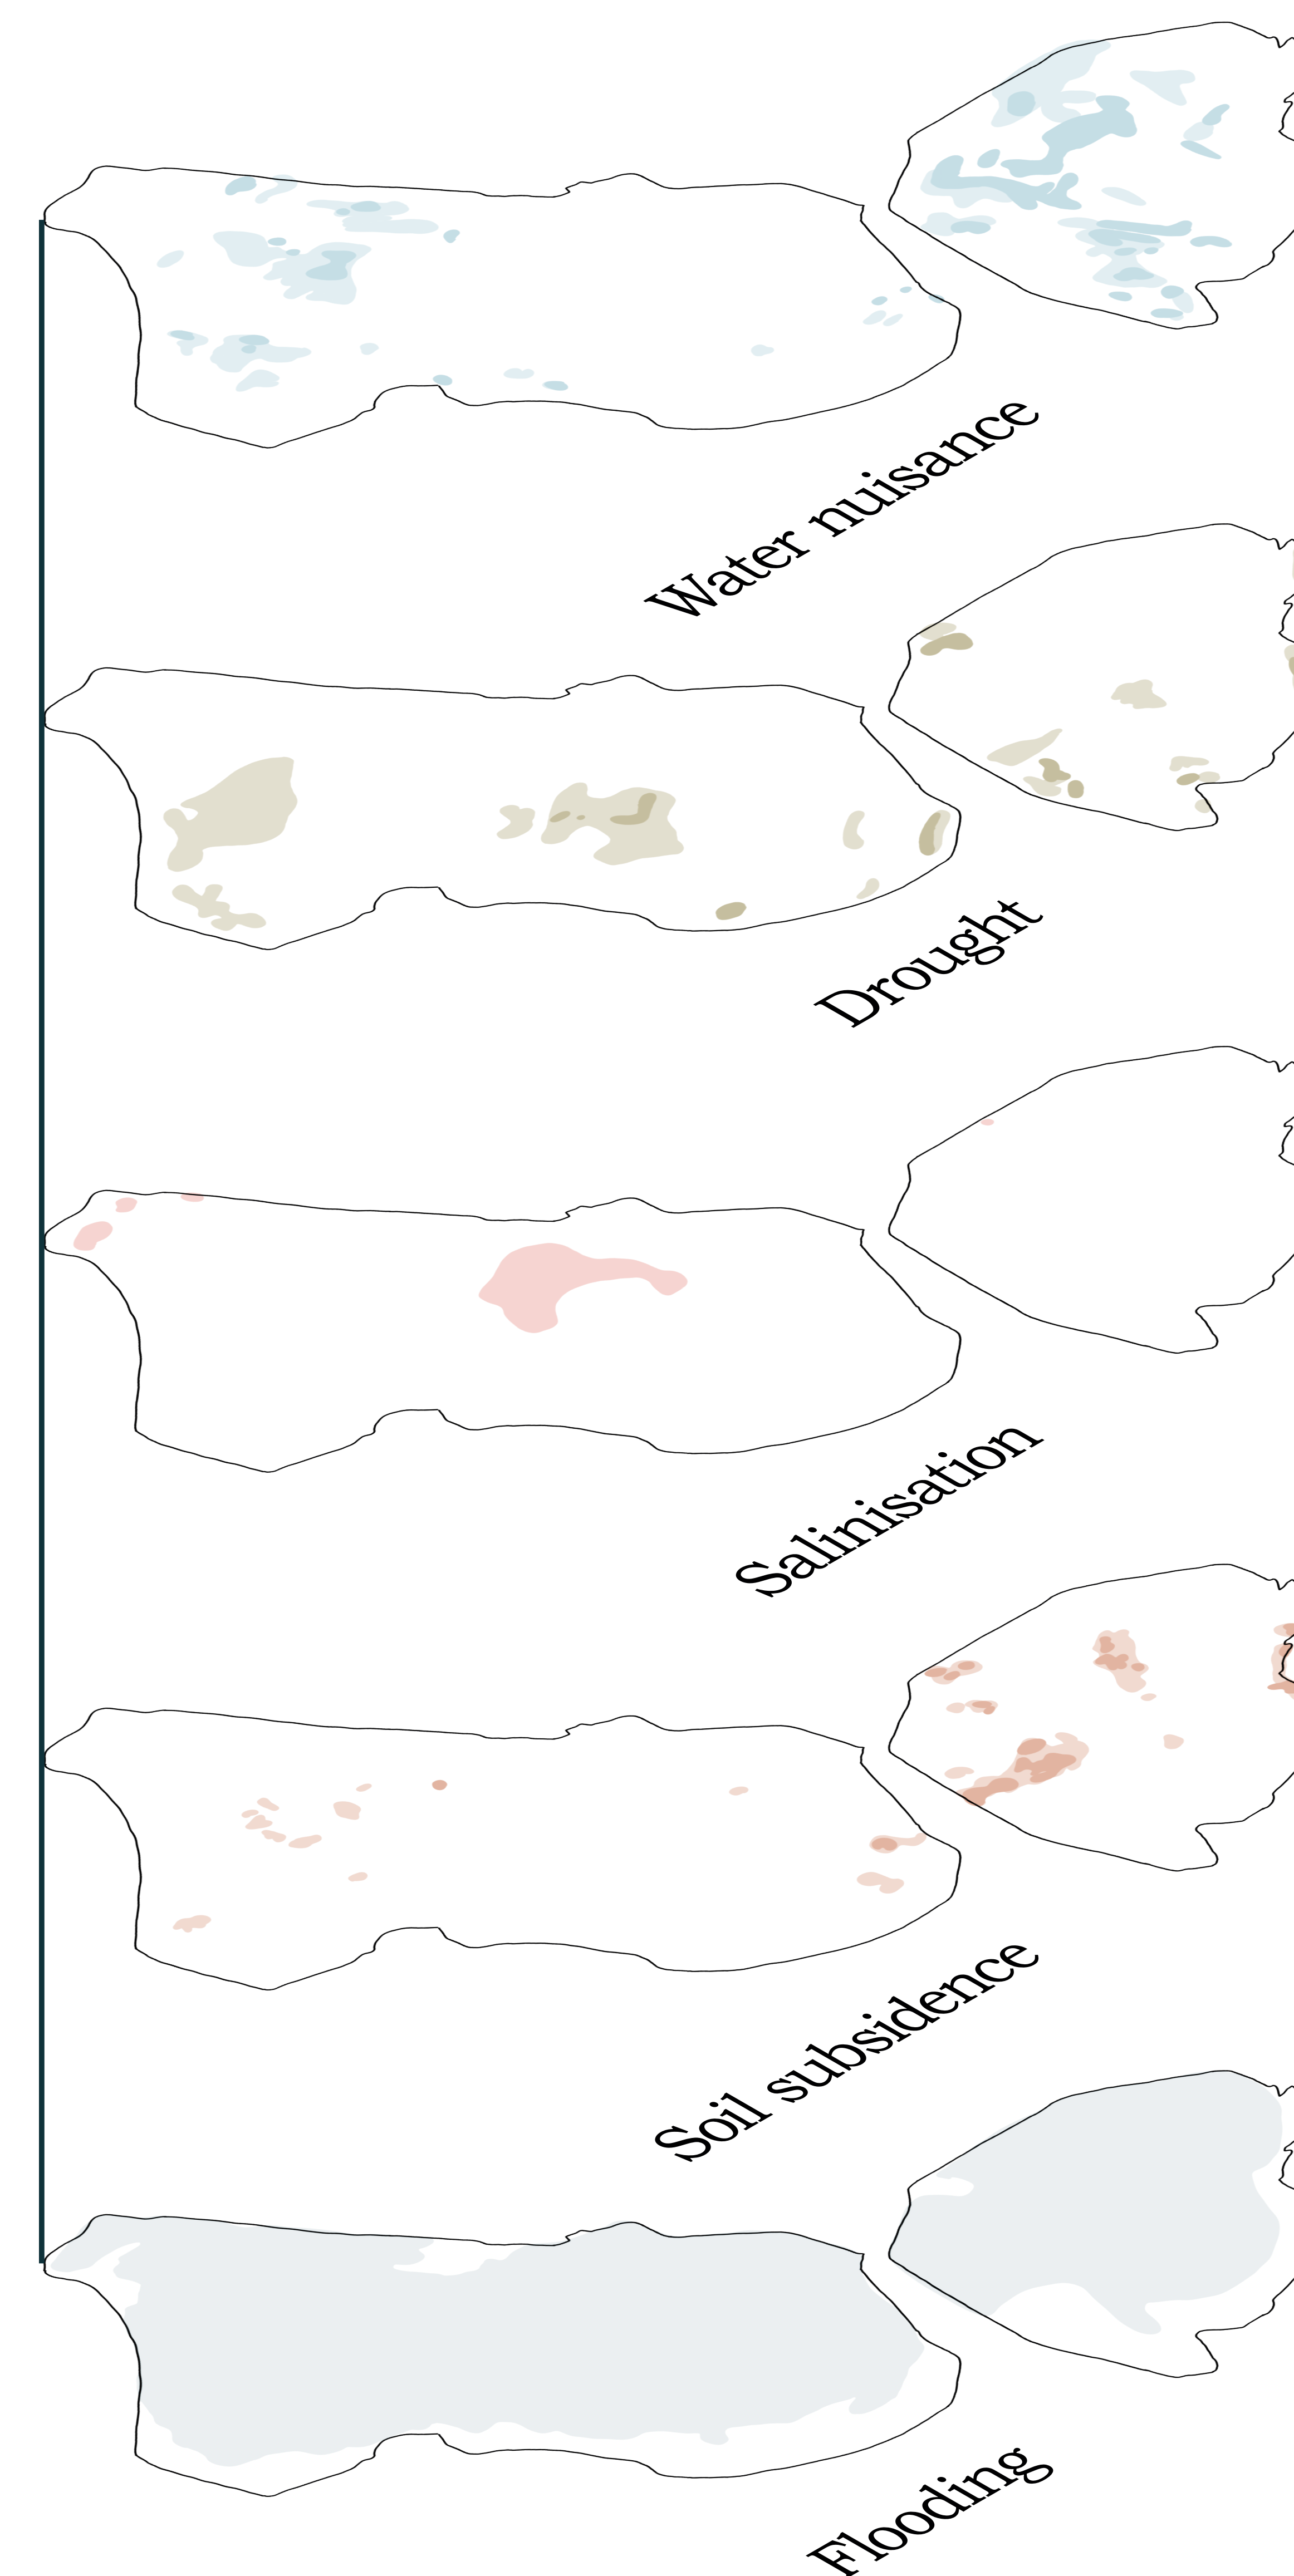 Water nuisance
Drought
Salinisation
Soil subsidence
Flooding